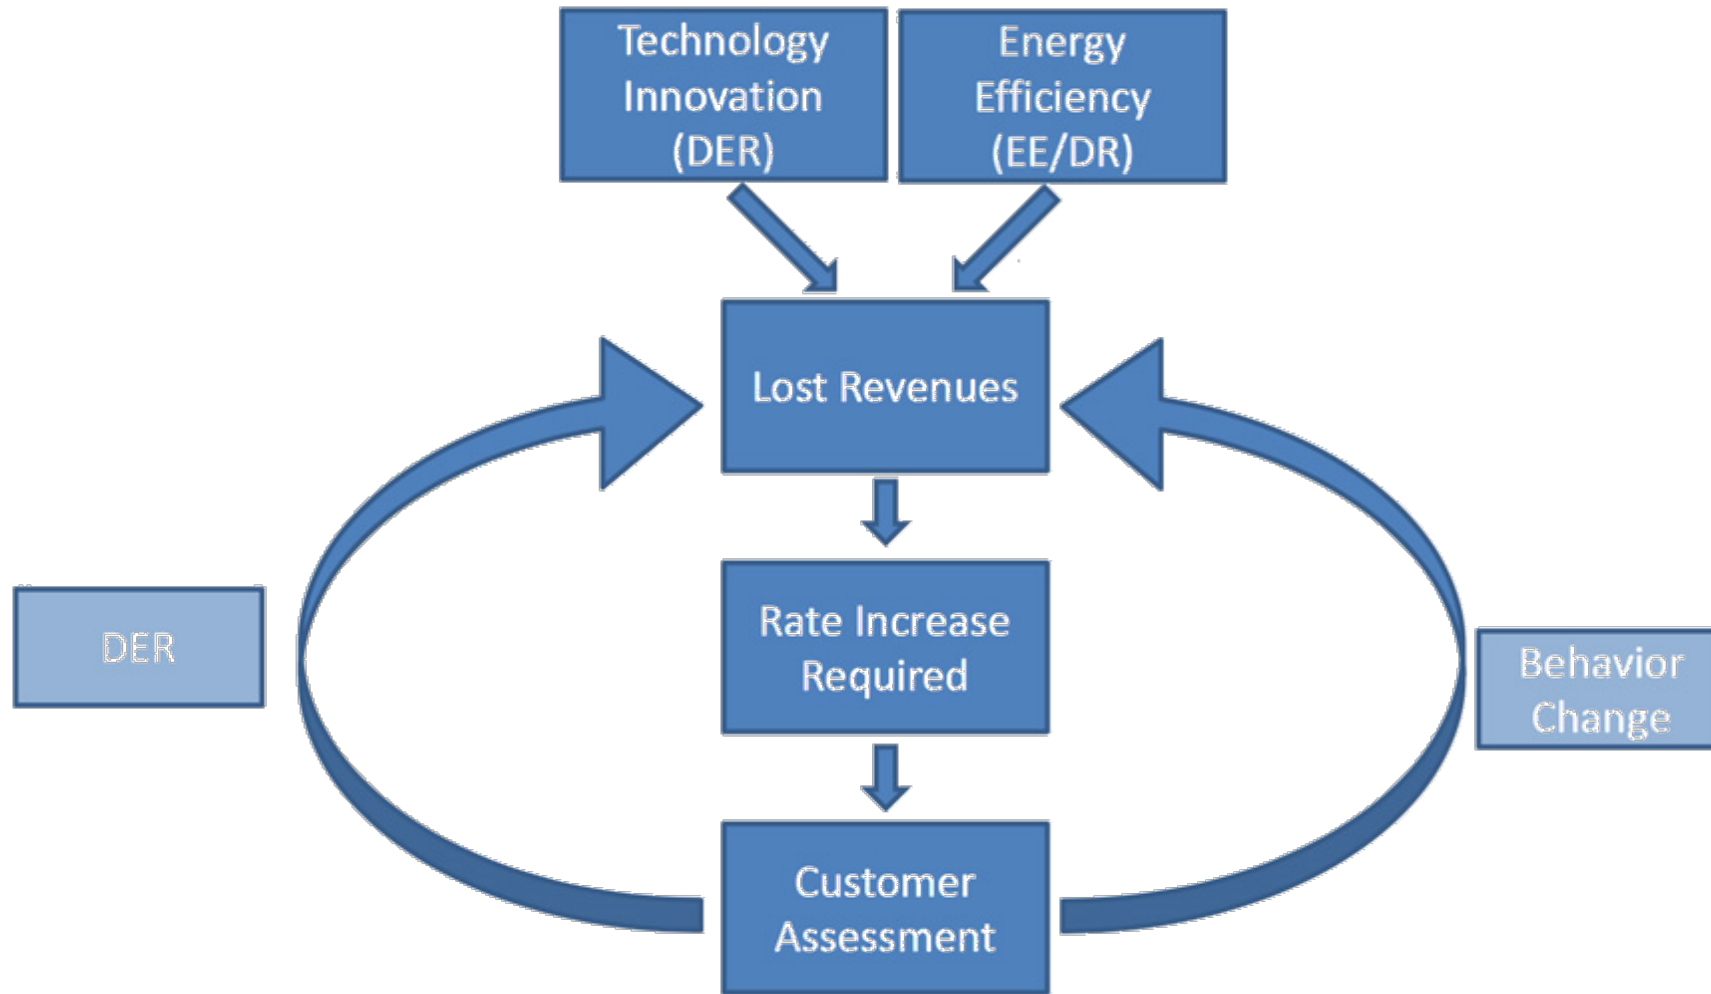 Technology
Innovation
(DER)
Energy
Efficiency
(EE/DR)
Lost Revenues
DER
Rate Increase
Required
Behavior
Change
Customer
Assessment